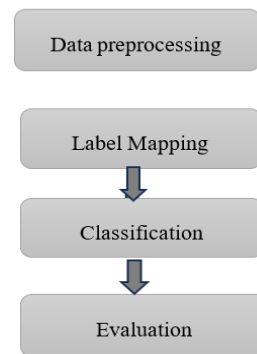 Data preprocessing
Label Mapping
Classification
Evaluation